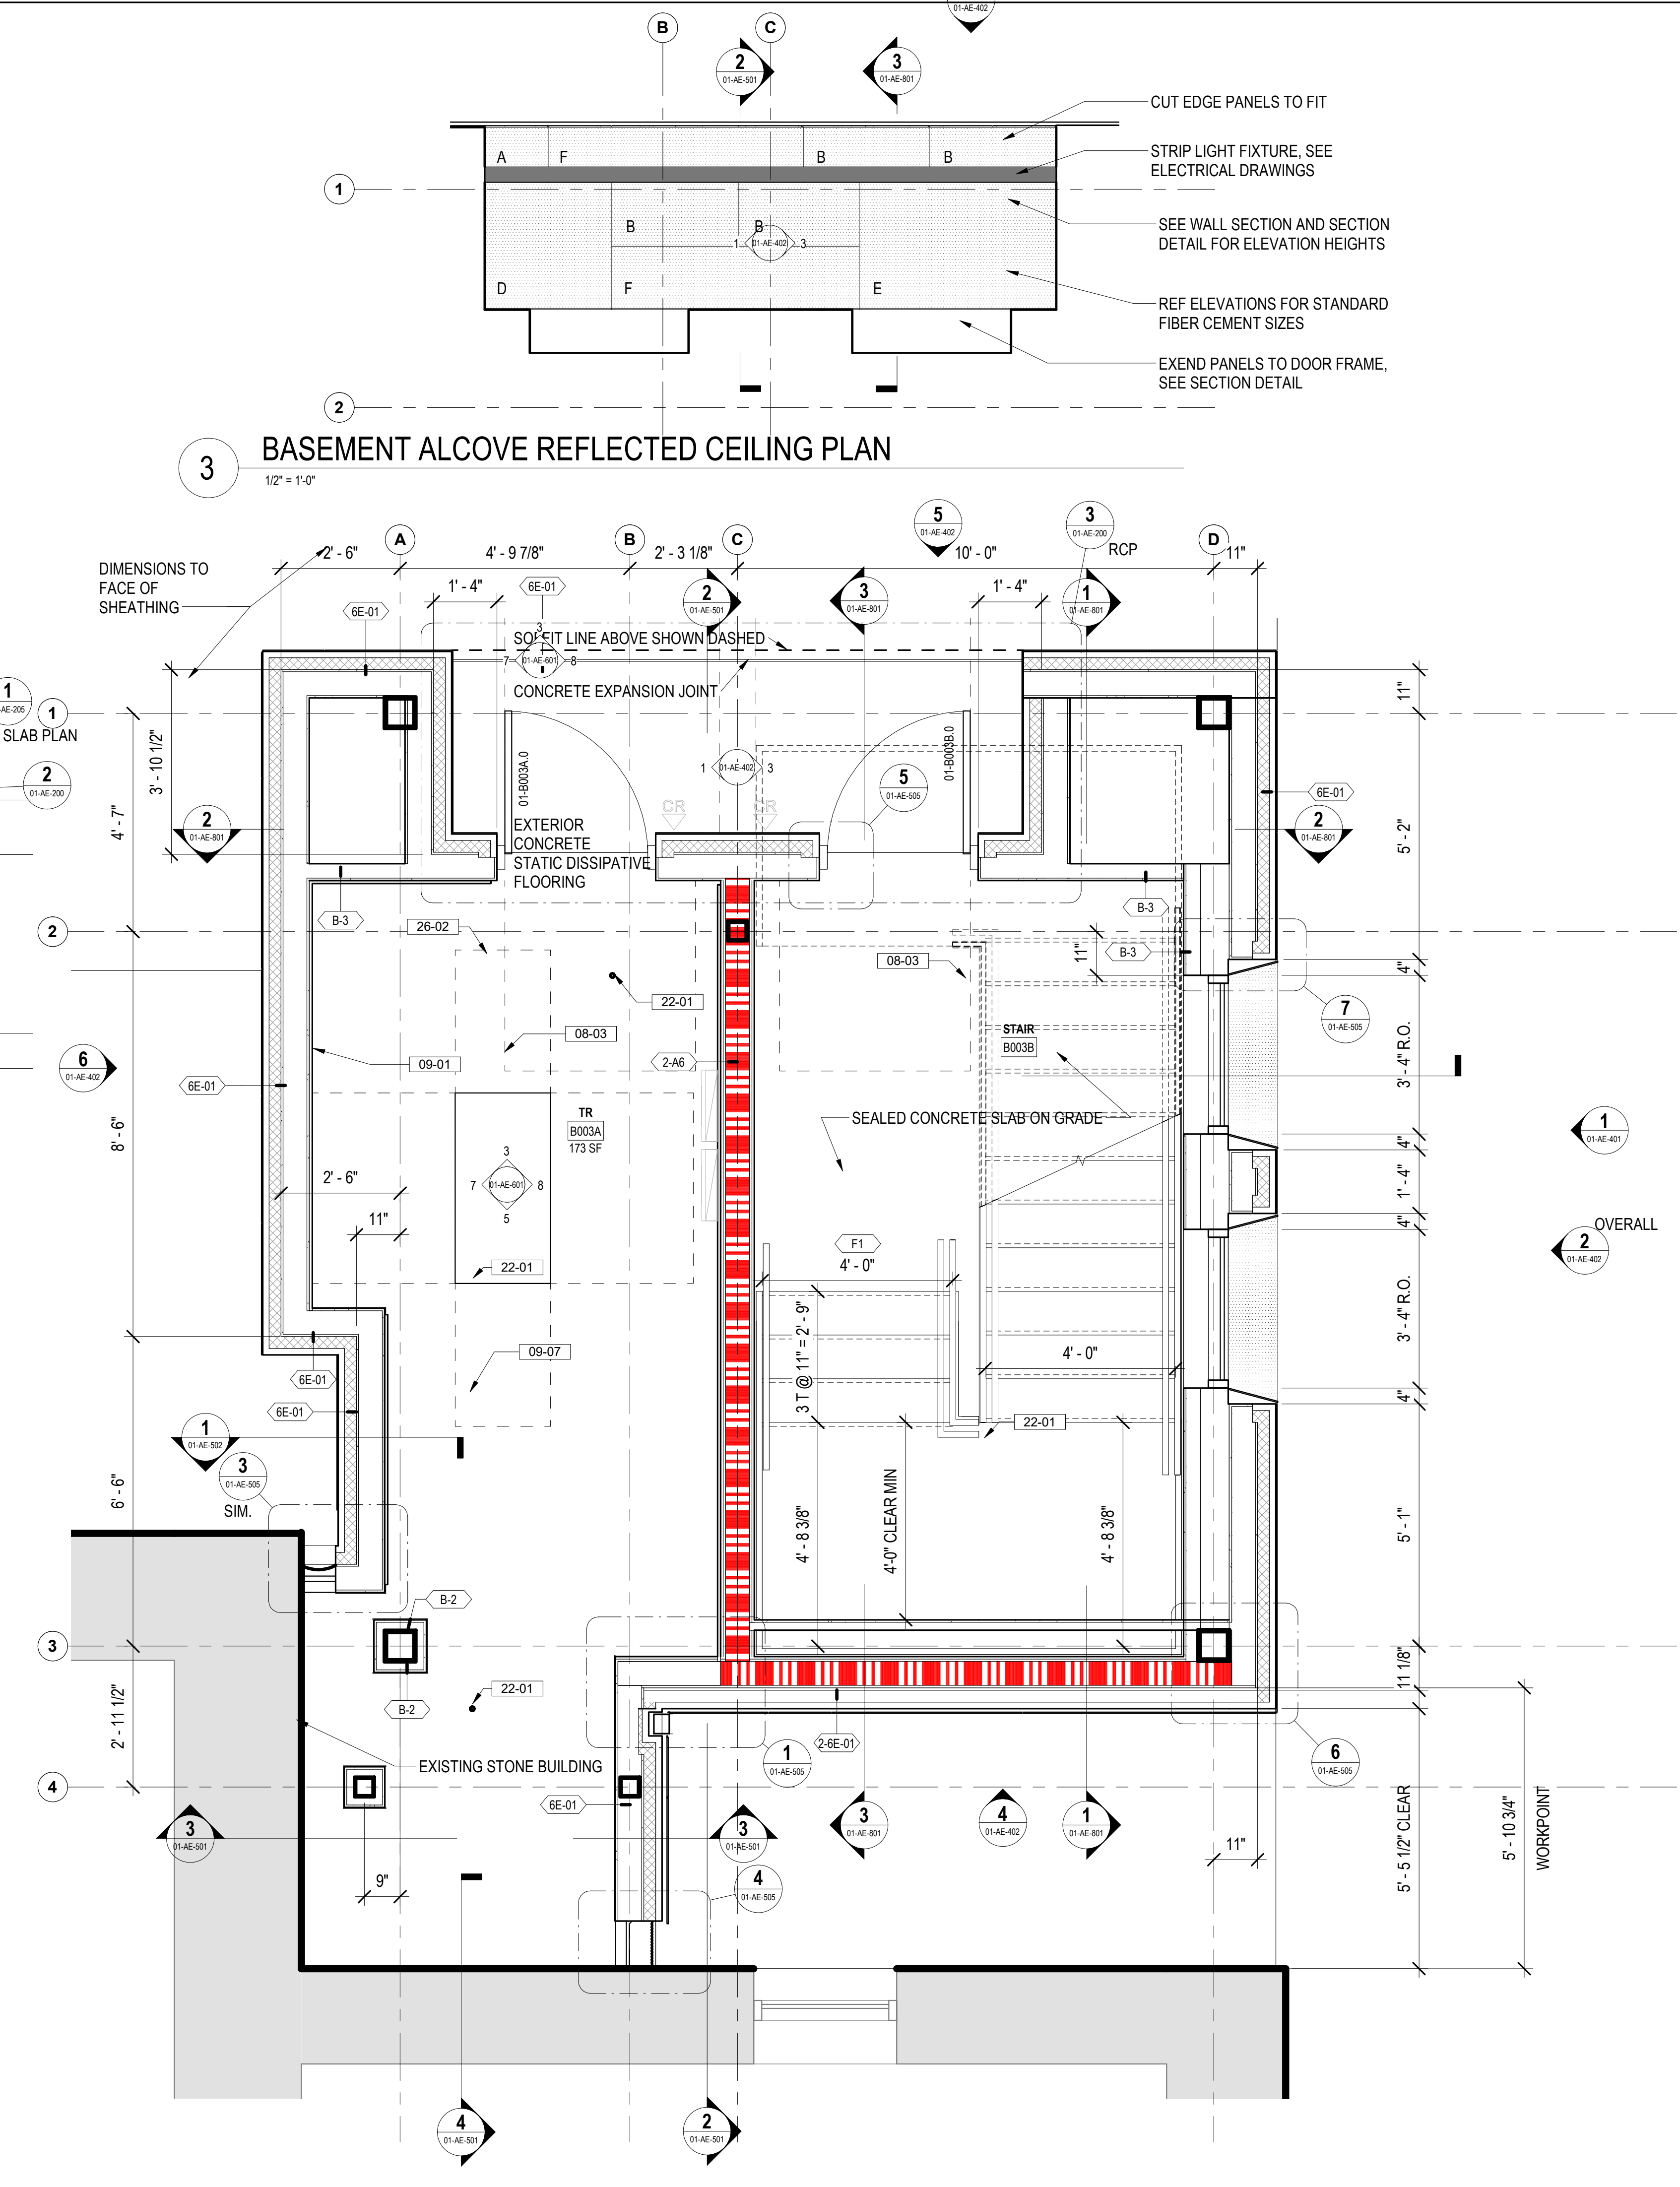 01-AE-402
B
C
2
01-AE-501
3
01-AE-801
CUT EDGE PANELS TO FIT
A
F
B
B
STRIP LIGHT FIXTURE, SEE
ELECTRICAL DRAWINGS
1
B
B
SEE WALL SECTION AND SECTION
DETAIL FOR ELEVATION HEIGHTS
1
01-AE-402
3
D
F
E
REF ELEVATIONS FOR STANDARD
FIBER CEMENT SIZES
EXEND PANELS TO DOOR FRAME,
SEE SECTION DETAIL
2
3
BASEMENT ALCOVE REFLECTED CEILING PLAN
1/2" = 1'-0"
5
01-AE-402
3
01-AE-200
RCP
A
B
C
D
2' - 6"
4' - 9 7/8"
2' - 3 1/8"
10' - 0"
11"
DIMENSIONS TO
FACE OF
SHEATHING
1' - 4"
6E-01
2
01-AE-501
3
01-AE-801
1' - 4"
1
01-AE-801
6E-01
3
SOFFIT LINE ABOVE SHOWN DASHED
7
01-AE-601
8
CONCRETE EXPANSION JOINT
11"
1
-AE-205
SLAB PLAN
1
3' - 10 1/2"
2
01-AE-200
01-B003A.0
1
01-AE-402
3
01-B003B.0
5
01-AE-505
6E-01
4' - 7"
2
01-AE-801
CR
CR
2
01-AE-801
5' - 2"
EXTERIOR
CONCRETE
STATIC DISSIPATIVE
FLOORING
B-3
B-3
2
26-02
11"
B-3
08-03
4"
22-01
7
01-AE-505
08-03
STAIR
B003B
3' - 4" R.O.
6
01-AE-402
09-01
2-A6
6E-01
TR
B003A
173 SF
SEALED CONCRETE SLAB ON GRADE
1
01-AE-401
8' - 6"
4"
3
7
01-AE-601
8
5
2' - 6"
1' - 4"
11"
4"
OVERALL
2
01-AE-402
F1
4' - 0"
22-01
3' - 4" R.O.
3 T @ 11" = 2' - 9"
09-07
4' - 0"
6E-01
6E-01
4"
22-01
1
01-AE-502
3
01-AE-505
SIM.
6' - 6"
4' - 8 3/8"
4'-0" CLEAR MIN
4' - 8 3/8"
5' - 1"
B-2
3
11 1/8"
22-01
B-2
2' - 11 1/2"
2-6E-01
1
01-AE-505
6
01-AE-505
EXISTING STONE BUILDING
4
6E-01
3
01-AE-501
3
01-AE-501
3
01-AE-801
4
01-AE-402
1
01-AE-801
11"
5' - 5 1/2" CLEAR
5' - 10 3/4"
WORKPOINT
9"
4
01-AE-505
4
01-AE-501
2
01-AE-501